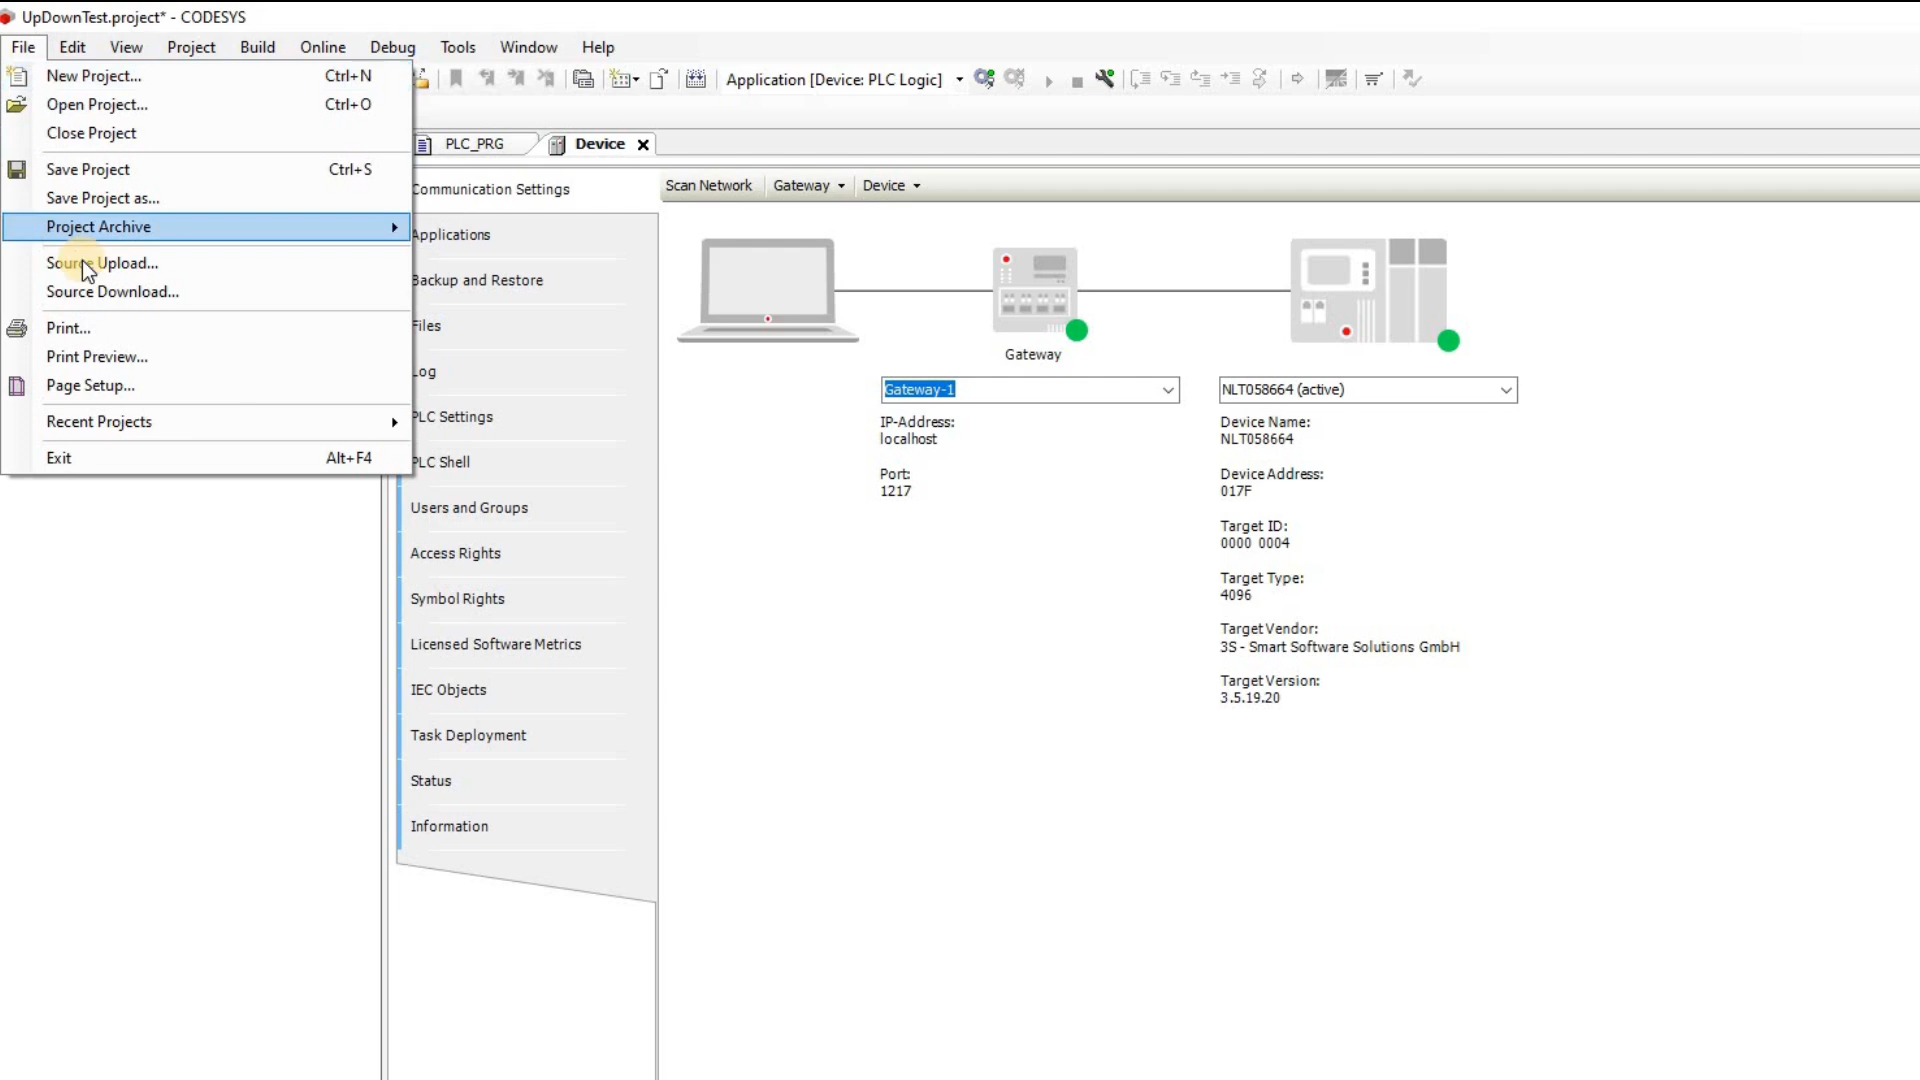 UpDownTest.project* - CODESYS
File Edit View Project Build Online Debug Tools Window Help
New Project... Ctrl+N
Open Project... Ctrl+O
Close Project
Save Project Ctrl+S
Save Project as...
Project Archive
Source Upload...
Source Download...
Print...
Print Preview...
Page Setup...
Recent Projects
Exit Alt+F4
Application [Device: PLC Logic]
PLC_PRG Device
Communication Settings
Applications
Backup and Restore
Files
Log
PLC Settings
PLC Shell
Users and Groups
Access Rights
Symbol Rights
Licensed Software Metrics
IEC Objects
Task Deployment
Status
Information
Scan Network Gateway Device
Gateway
Gateway-1
IP-Address:
localhost
Port:
1217
NLT058664 (active)
Device Name:
NLT058664
Device Address:
017F
Target ID:
0000 0004
Target Type:
4096
Target Vendor:
3S - Smart Software Solutions GmbH
Target Version:
3.5.19.20